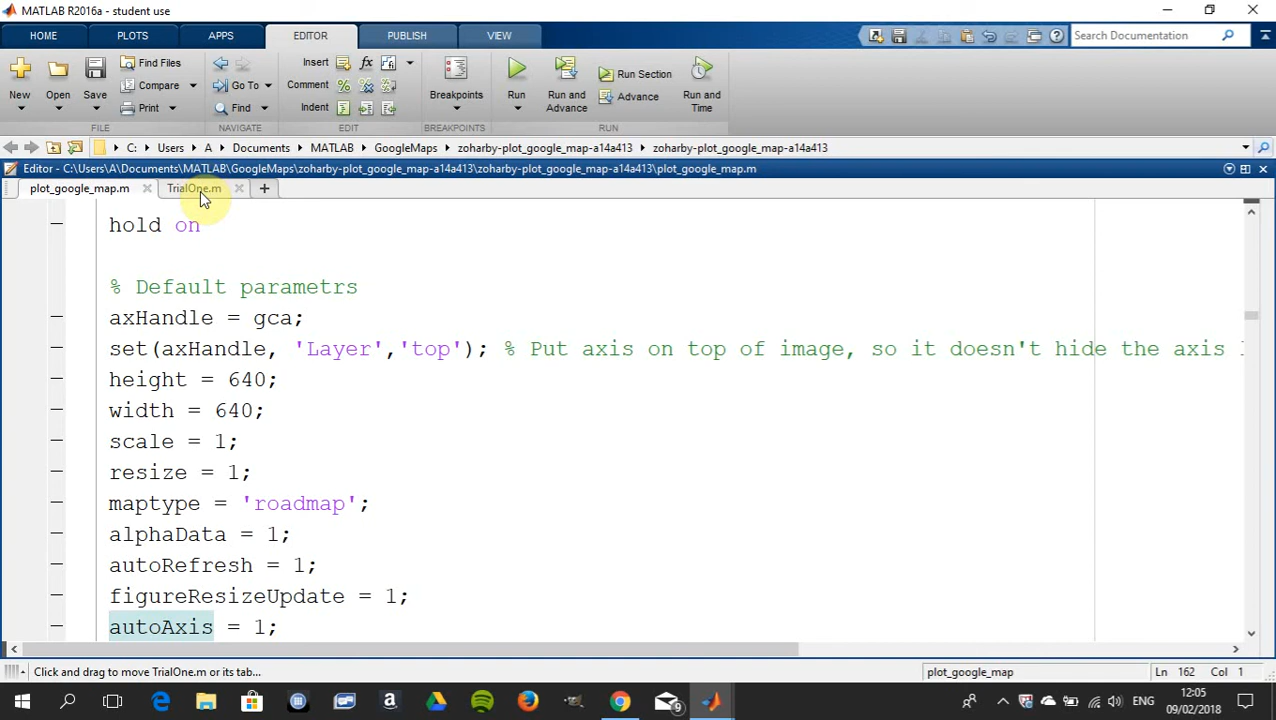 MATLAB R2016a - student use
HOME PLOTS APPS EDITOR PUBLISH VIEW Search Documentation
New Open Save Find Files Compare Print Go To Find Insert fx Comment Indent Breakpoints Run Run and Advance Run Section Advance Run and Time
FILE NAVIGATE EDIT BREAKPOINTS RUN
C: Users A Documents MATLAB GoogleMaps zoharby-plot_google_map-a14a413 zoharby-plot_google_map-a14a413
Editor - C:\Users\A\Documents\MATLAB\GoogleMaps\zoharby-plot_google_map-a14a413\zoharby-plot_google_map-a14a413\plot_google_map.m
plot_google_map.m TrialOne.m
hold on
% Default parametrs
axHandle = gca;
set(axHandle, 'Layer','top'); % Put axis on top of image, so it doesn't hide the axis
height = 640;
width = 640;
scale = 1;
resize = 1;
maptype = 'roadmap';
alphaData = 1;
autoRefresh = 1;
figureResizeUpdate = 1;
autoAxis = 1;
Click and drag to move TrialOne.m or its tab... plot_google_map Ln 162 Col 1
9 ENG 12:05
09/02/2018